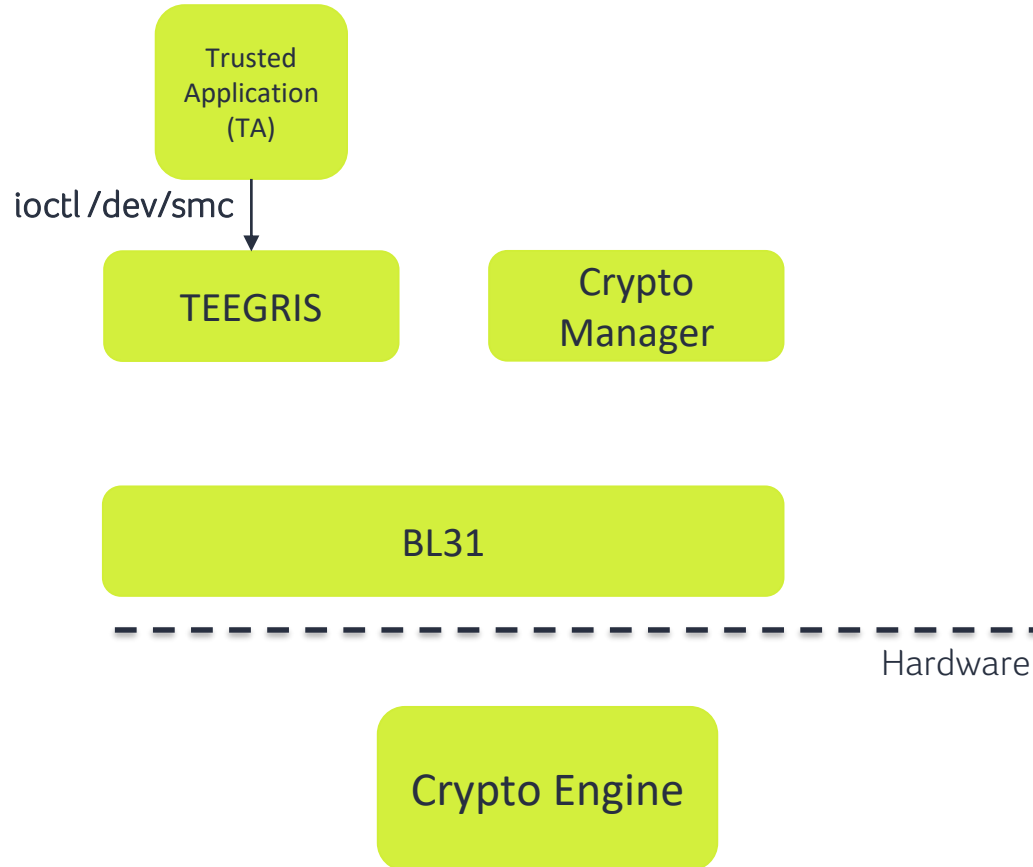 Trusted
Application
(TA)
ioctl /dev/smc
TEEGRIS
Crypto
Manager
BL31
Hardware
Crypto Engine